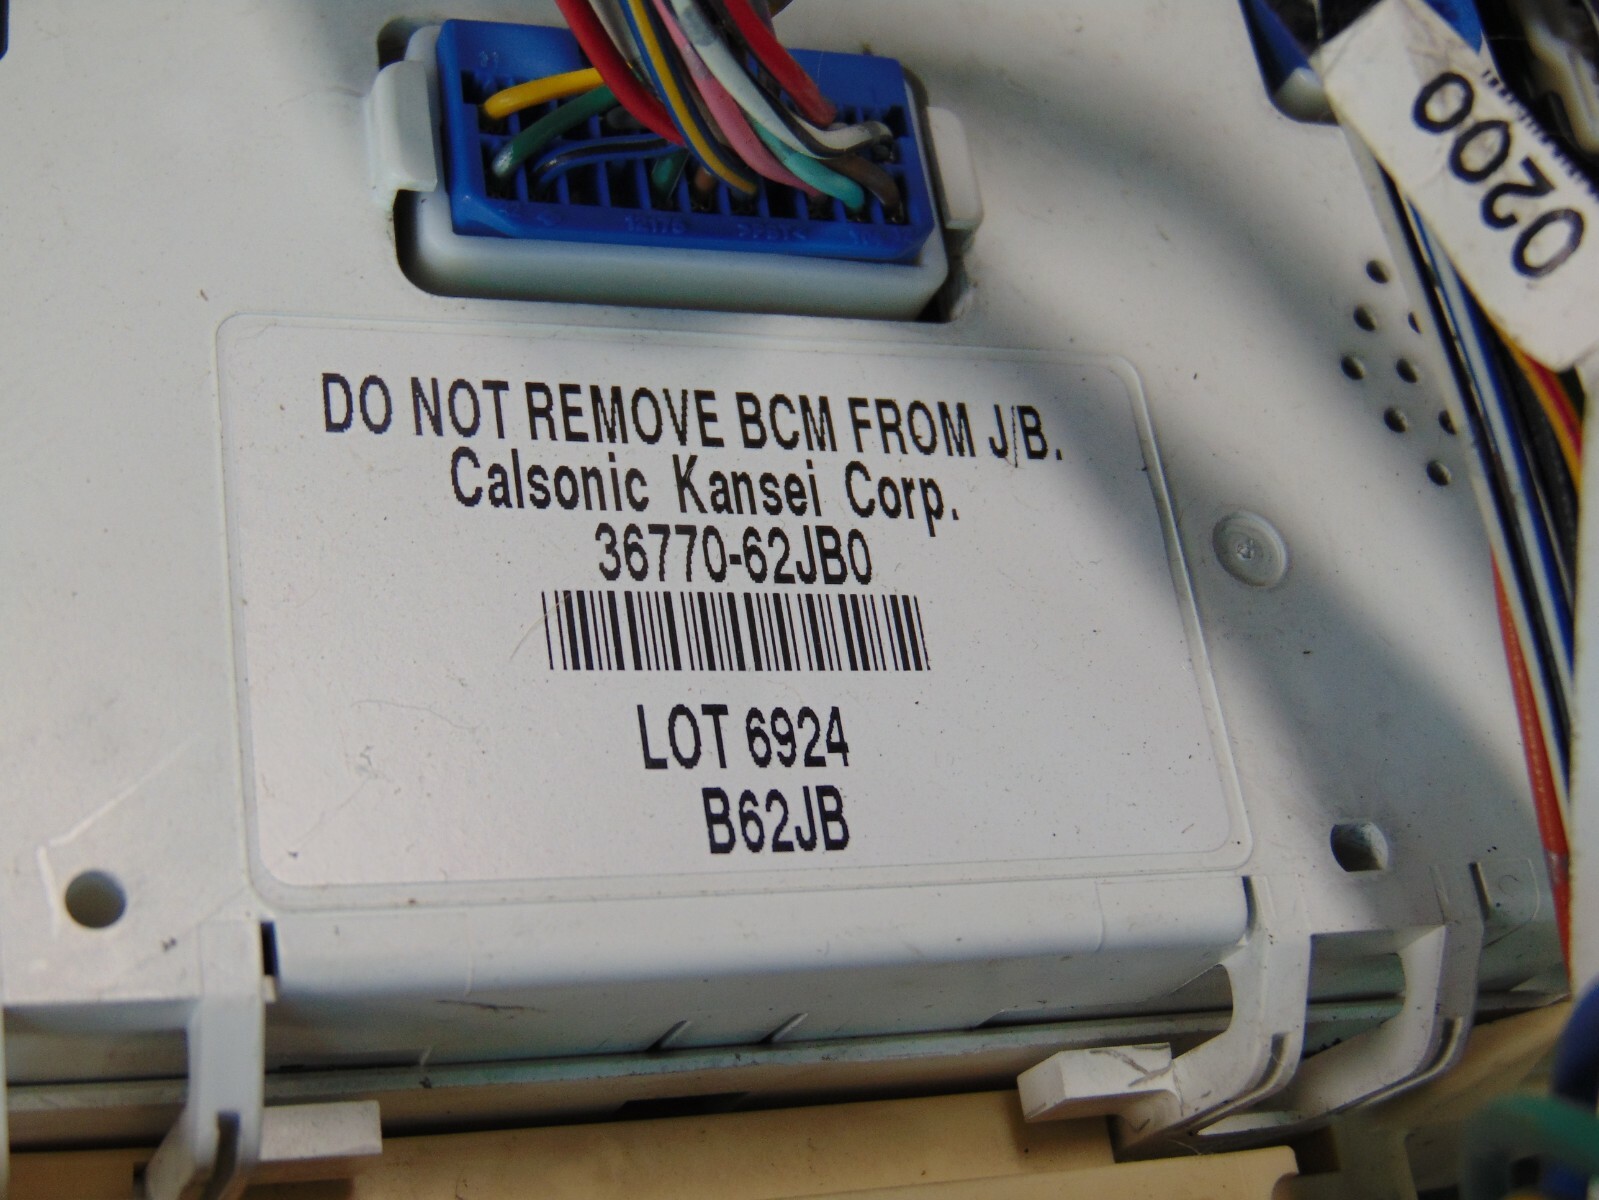 DO NOT REMOVE BCM FROM J/B.
Calsonic Kansei Corp.
36770-62JB0
LOT 6924
B62JB
0200